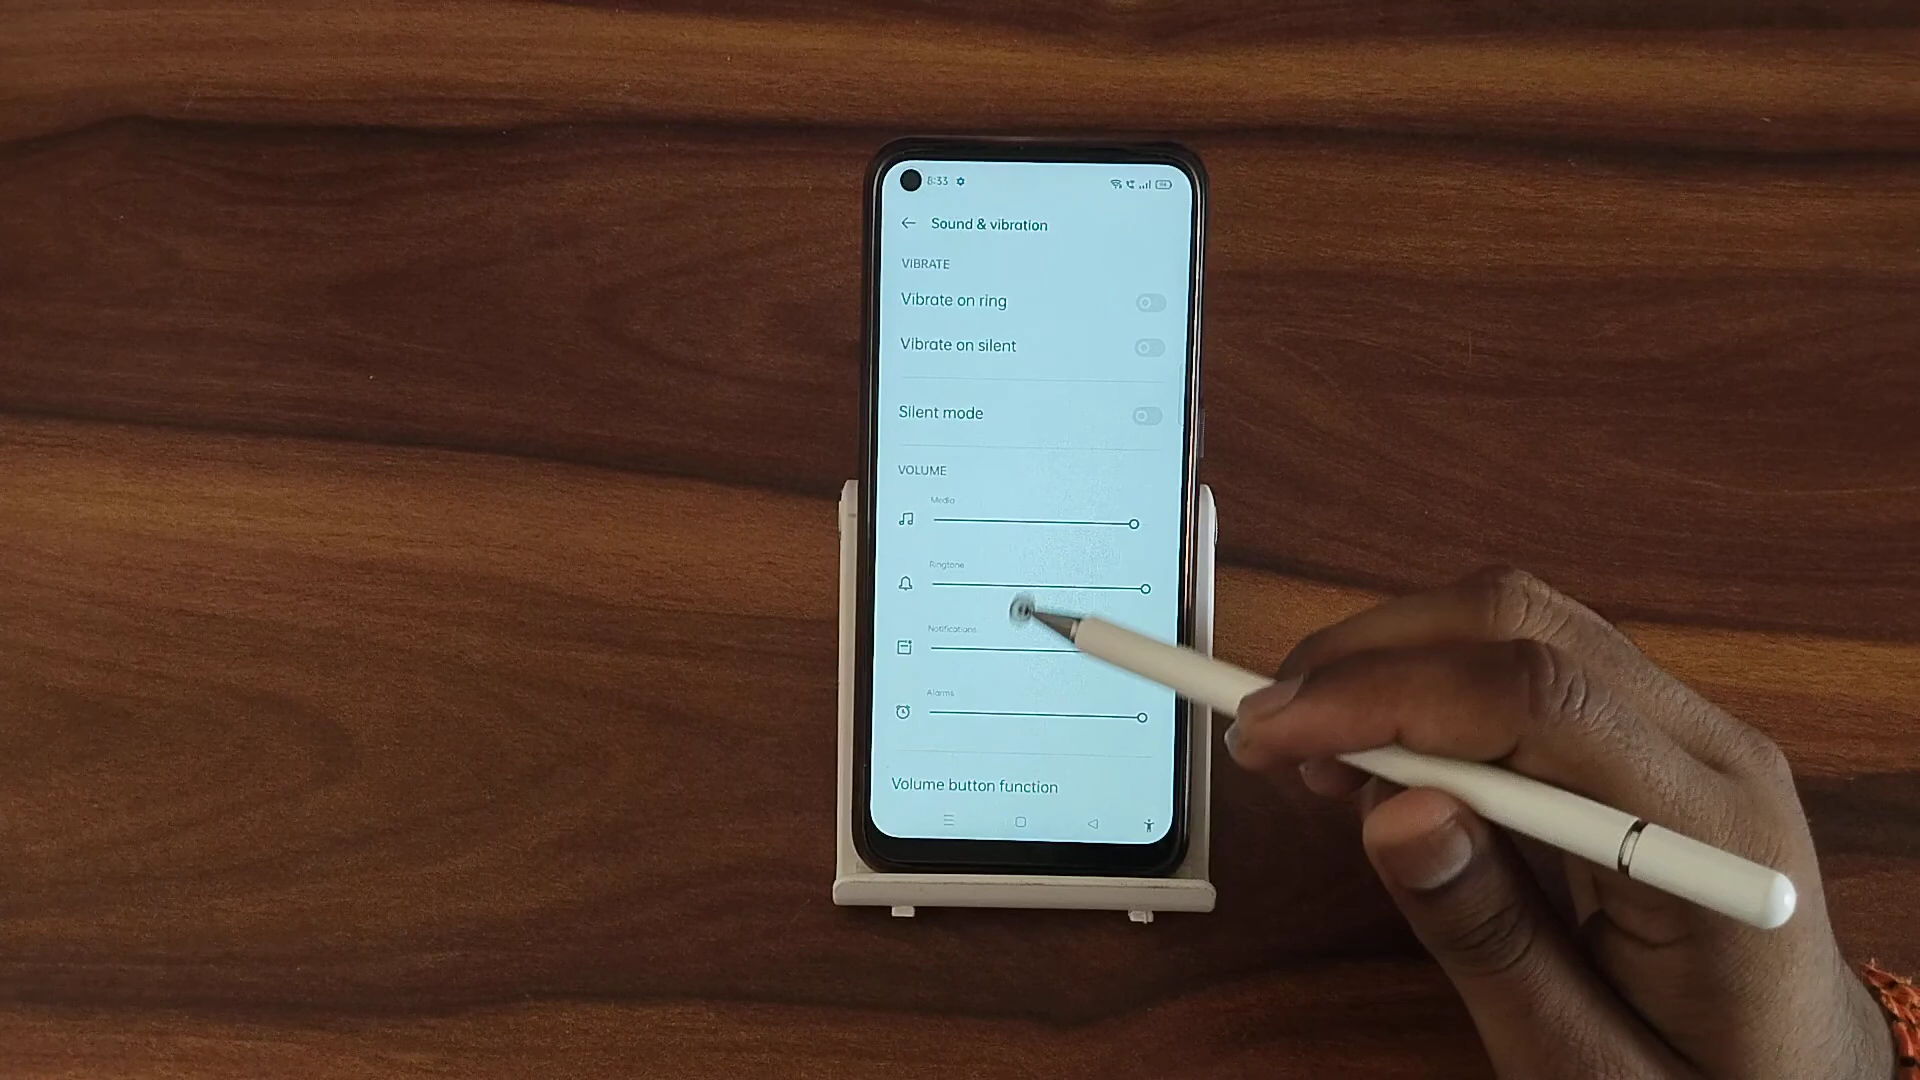 8:33
Sound & vibration
VIBRATE
Vibrate on ring
Vibrate on silent
Silent mode
VOLUME
Media
Ringtone
Notifications
Alarms
Volume button function